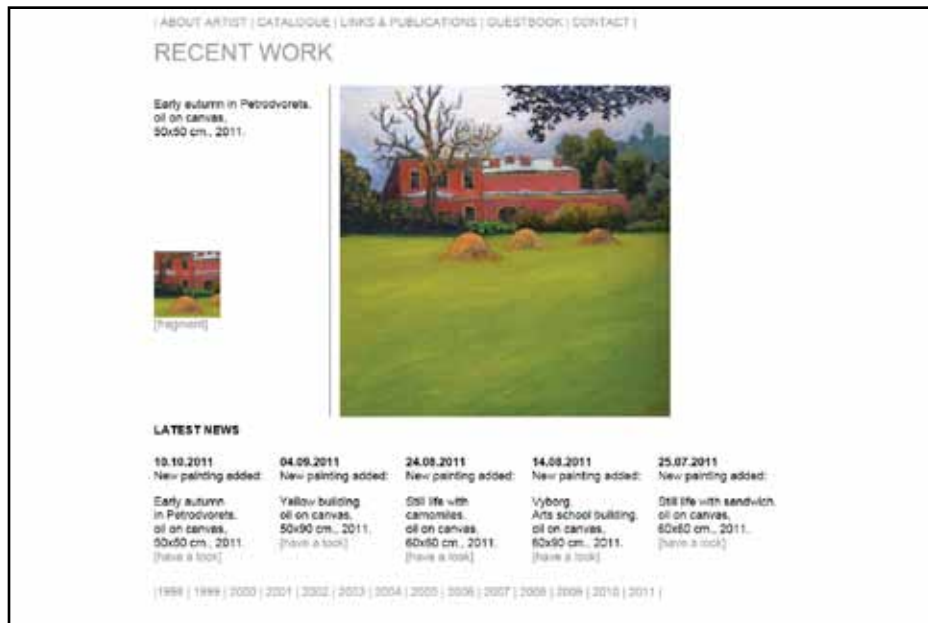 | ABOUT ARTIST | CATALOGUE | LINKS & PUBLICATIONS | GUESTBOOK | CONTACT |
RECENT WORK
Early autumn in Petrodvorets.
oil on canvas,
50x50 cm., 2011.
[fragment]
LATEST NEWS
10.10.2011
New painting added:
Early autumn
in Petrodvorets.
oil on canvas,
50x50 cm., 2011.
[have a look]
04.09.2011
New painting added:
Yellow building.
oil on canvas,
50x90 cm., 2011.
[have a look]
24.08.2011
New painting added:
Still life with
camomiles.
oil on canvas,
60x60 cm., 2011.
[have a look]
14.08.2011
New painting added:
Vyborg.
Arts school building.
oil on canvas,
60x90 cm., 2011.
[have a look]
25.07.2011
New painting added:
Still life with sandwich.
oil on canvas,
60x60 cm., 2011.
[have a look]
|1998 | 1999 | 2000 | 2001 | 2002 | 2003 | 2004 | 2005 | 2006 | 2007 | 2008 | 2009 | 2010 | 2011 |